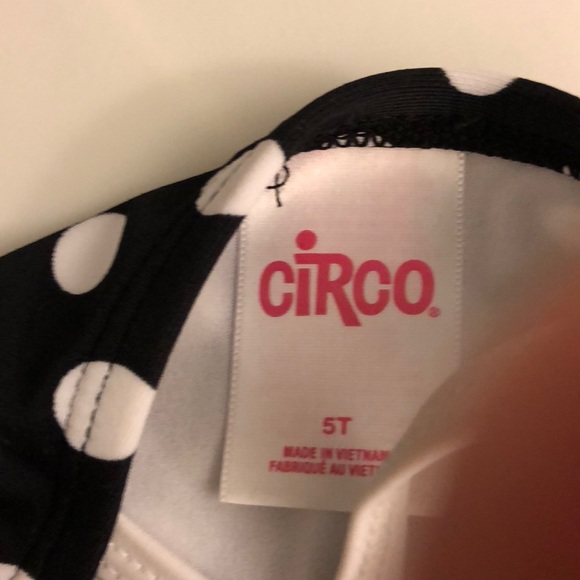 CIRCO®
5T
MADE IN VIETNAM
FABRIQUÉ AU